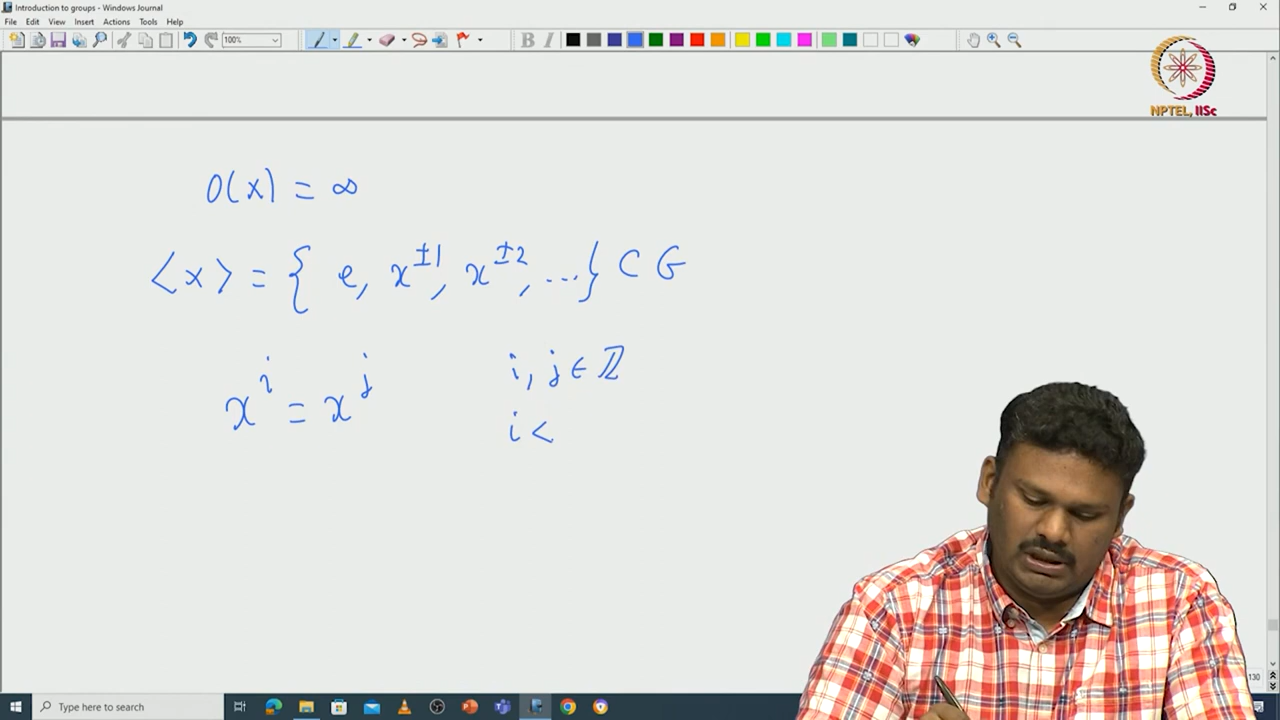 Introduction to groups - Windows Journal
File Edit View Insert Actions Tools Help
100%
B I
NPTEL, IISc
O(x) = ∞
<x> = { e, x^{±1}, x^{±2}, ... } ⊂ G
x^i = x^j i, j ∈ ℤ
i <
130
Type here to search